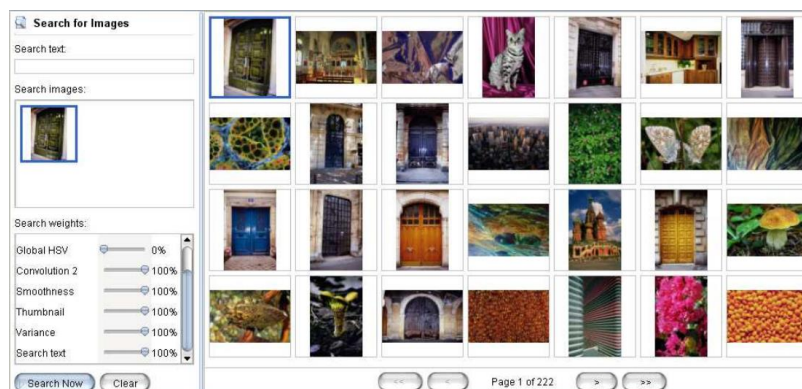 Search for Images
Search text:
Search images:
Search weights:
Global HSV 0%
Convolution 2 100%
Smoothness 100%
Thumbnail 100%
Variance 100%
Search text 100%
Search Now Clear
<< < Page 1 of 222 > >>